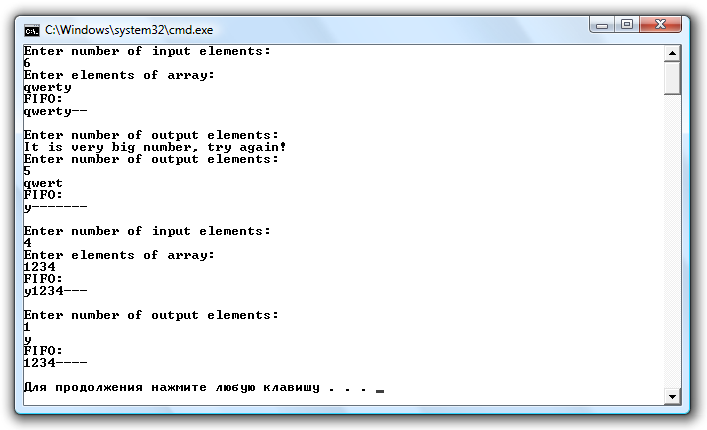 C:\Windows\system32\cmd.exe
Enter number of input elements:
6
Enter elements of array:
qwerty
FIFO:
qwerty--
Enter number of output elements:
It is very big number, try again!
Enter number of output elements:
5
qwert
FIFO:
y-------
Enter number of input elements:
4
Enter elements of array:
1234
FIFO:
y1234---
Enter number of output elements:
1
y
FIFO:
1234----
Для продолжения нажмите любую клавишу . . . _